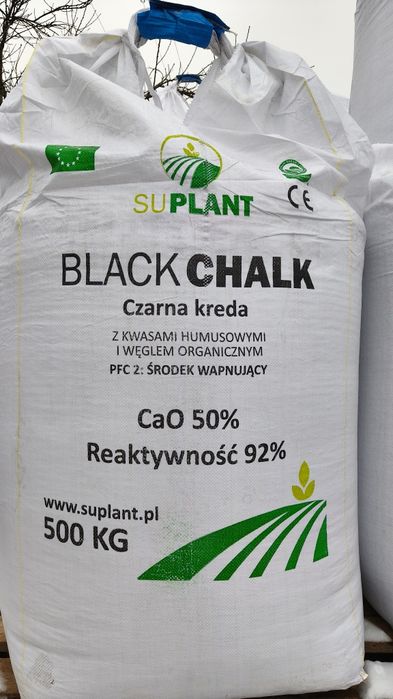 SUPLANT
CE
BLACK CHALK
Czarna kreda
Z KWASAMI HUMUSOWYMI
I WĘGLEM ORGANICZNYM
PFC 2: ŚRODEK WAPNUJĄCY
CaO 50%
Reaktywność 92%
www.suplant.pl
500 KG